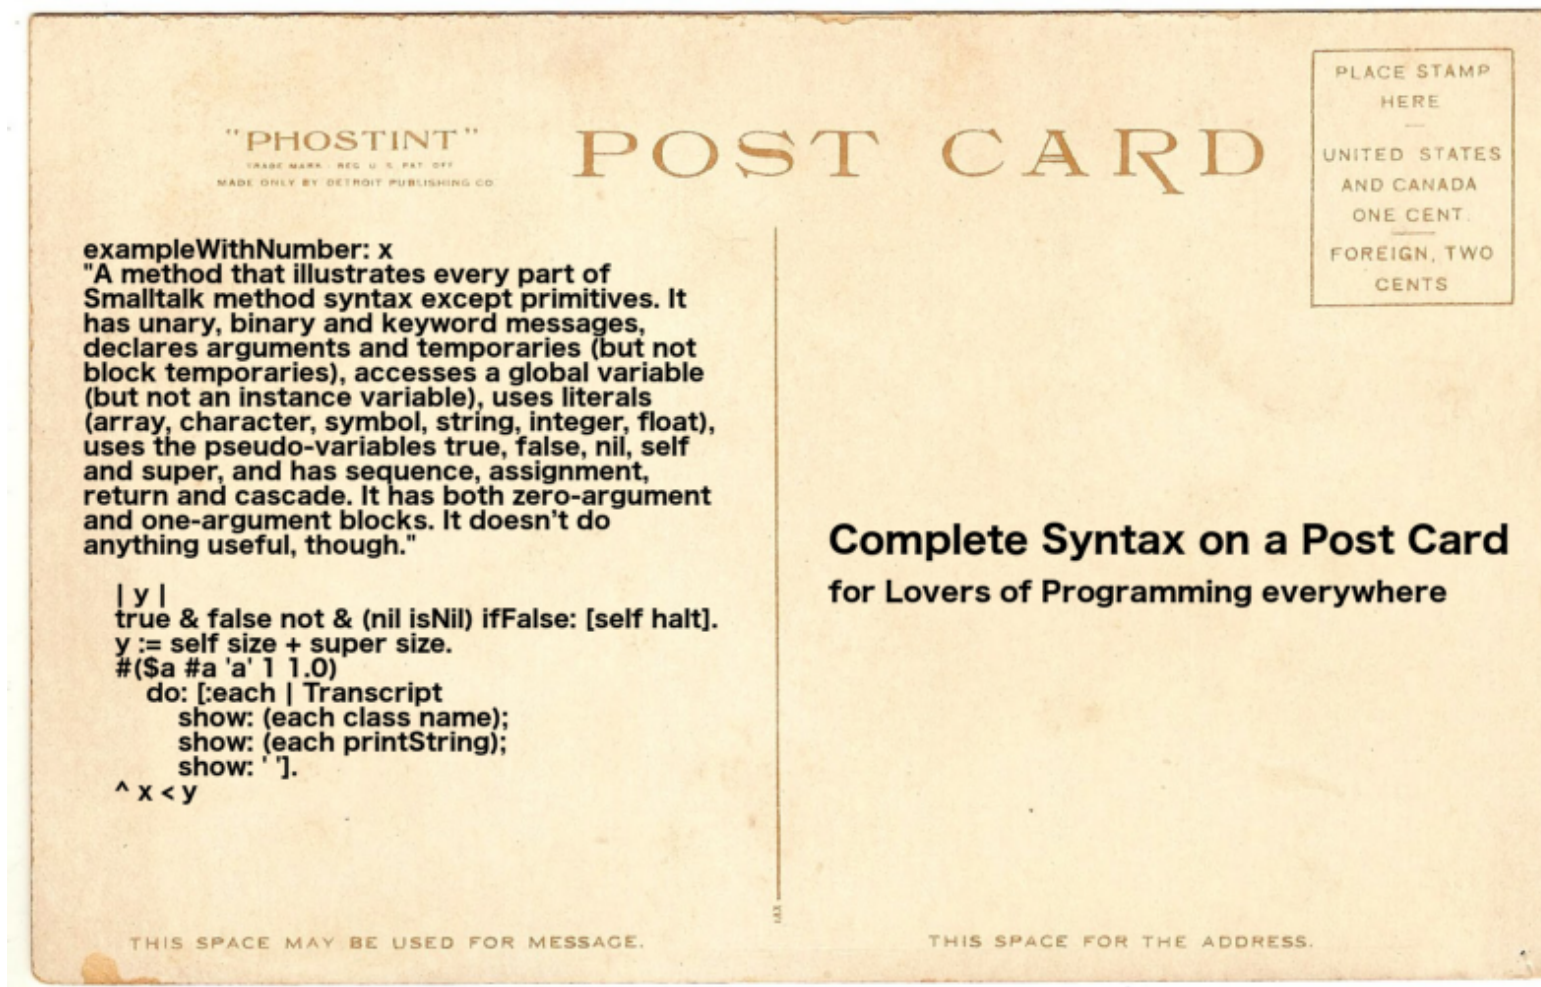 "PHOSTINT"
TRADE MARK · REG. U. S. PAT. OFF
MADE ONLY BY DETROIT PUBLISHING CO
POST CARD
PLACE STAMP
HERE
UNITED STATES
AND CANADA
ONE CENT.
FOREIGN, TWO
CENTS
exampleWithNumber: x
"A method that illustrates every part of
Smalltalk method syntax except primitives. It
has unary, binary and keyword messages,
declares arguments and temporaries (but not
block temporaries), accesses a global variable
(but not an instance variable), uses literals
(array, character, symbol, string, integer, float),
uses the pseudo-variables true, false, nil, self
and super, and has sequence, assignment,
return and cascade. It has both zero-argument
and one-argument blocks. It doesn't do
anything useful, though."
| y |
true & false not & (nil isNil) ifFalse: [self halt].
y := self size + super size.
#($a #a 'a' 1 1.0)
do: [:each | Transcript
show: (each class name);
show: (each printString);
show: ' '].
^ x < y
THIS SPACE MAY BE USED FOR MESSAGE.
Complete Syntax on a Post Card
for Lovers of Programming everywhere
THIS SPACE FOR THE ADDRESS.